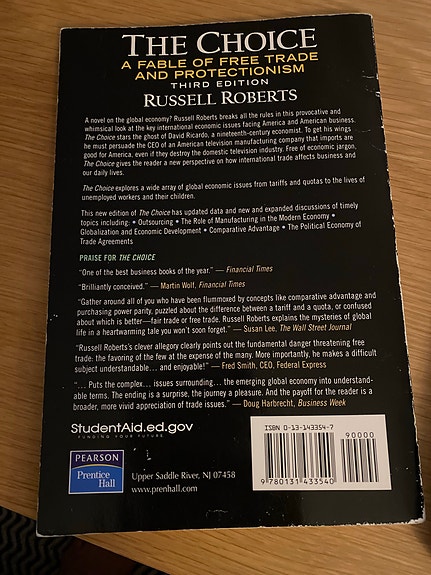 THE CHOICE
A FABLE OF FREE TRADE
AND PROTECTIONISM
THIRD EDITION
RUSSELL ROBERTS
A novel on the global economy? Russell Roberts breaks all the rules in this provocative and
whimsical look at the key international economic issues facing America and American business.
The Choice stars the ghost of David Ricardo, a nineteenth-century economist. To get his wings
he must persuade the CEO of an American television manufacturing company that imports are
good for America, even if they destroy the domestic television industry. Free of economic jargon,
The Choice gives the reader a new perspective on how international trade affects business and
our daily lives.
The Choice explores a wide array of global economic issues from tariffs and quotas to the lives of
unemployed workers and their children.
This new edition of The Choice has updated data and new and expanded discussions of timely
topics including: • Outsourcing • The Role of Manufacturing in the Modern Economy •
Globalization and Economic Development • Comparative Advantage • The Political Economy of
Trade Agreements
PRAISE FOR THE CHOICE
“One of the best business books of the year.” — Financial Times
“Brilliantly conceived.” — Martin Wolf, Financial Times
“Gather around all of you who have been flummoxed by concepts like comparative advantage and
purchasing power parity, puzzled about the difference between a tariff and a quota, or confused
about which is better—fair trade or free trade. Russell Roberts explains the mysteries of global
life in a heartwarming tale you won't soon forget.” — Susan Lee, The Wall Street Journal
“Russell Roberts's clever allegory clearly points out the fundamental danger threatening free
trade: the favoring of the few at the expense of the many. More importantly, he makes a difficult
subject understandable... and enjoyable!” — Fred Smith, CEO, Federal Express
“... Puts the complex... issues surrounding... the emerging global economy into understand-
able terms. The ending is a surprise, the journey a pleasure. And the payoff for the reader is a
broader, more vivid appreciation of trade issues.” — Doug Harbrecht, Business Week
StudentAid.ed.gov
FUNDING YOUR FUTURE
PEARSON
Prentice
Hall
Upper Saddle River, NJ 07458
www.prenhall.com
ISBN 0-13-143354-7
90000
9 780131 433540